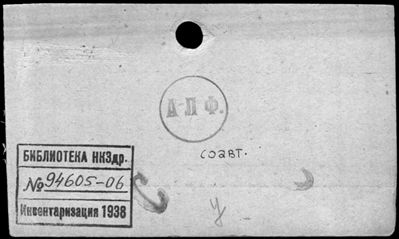 А-П Ф.
соавт.
БИБЛИОТЕКА НКЗдр.
№94605-06
Инвентаризация 1938
У